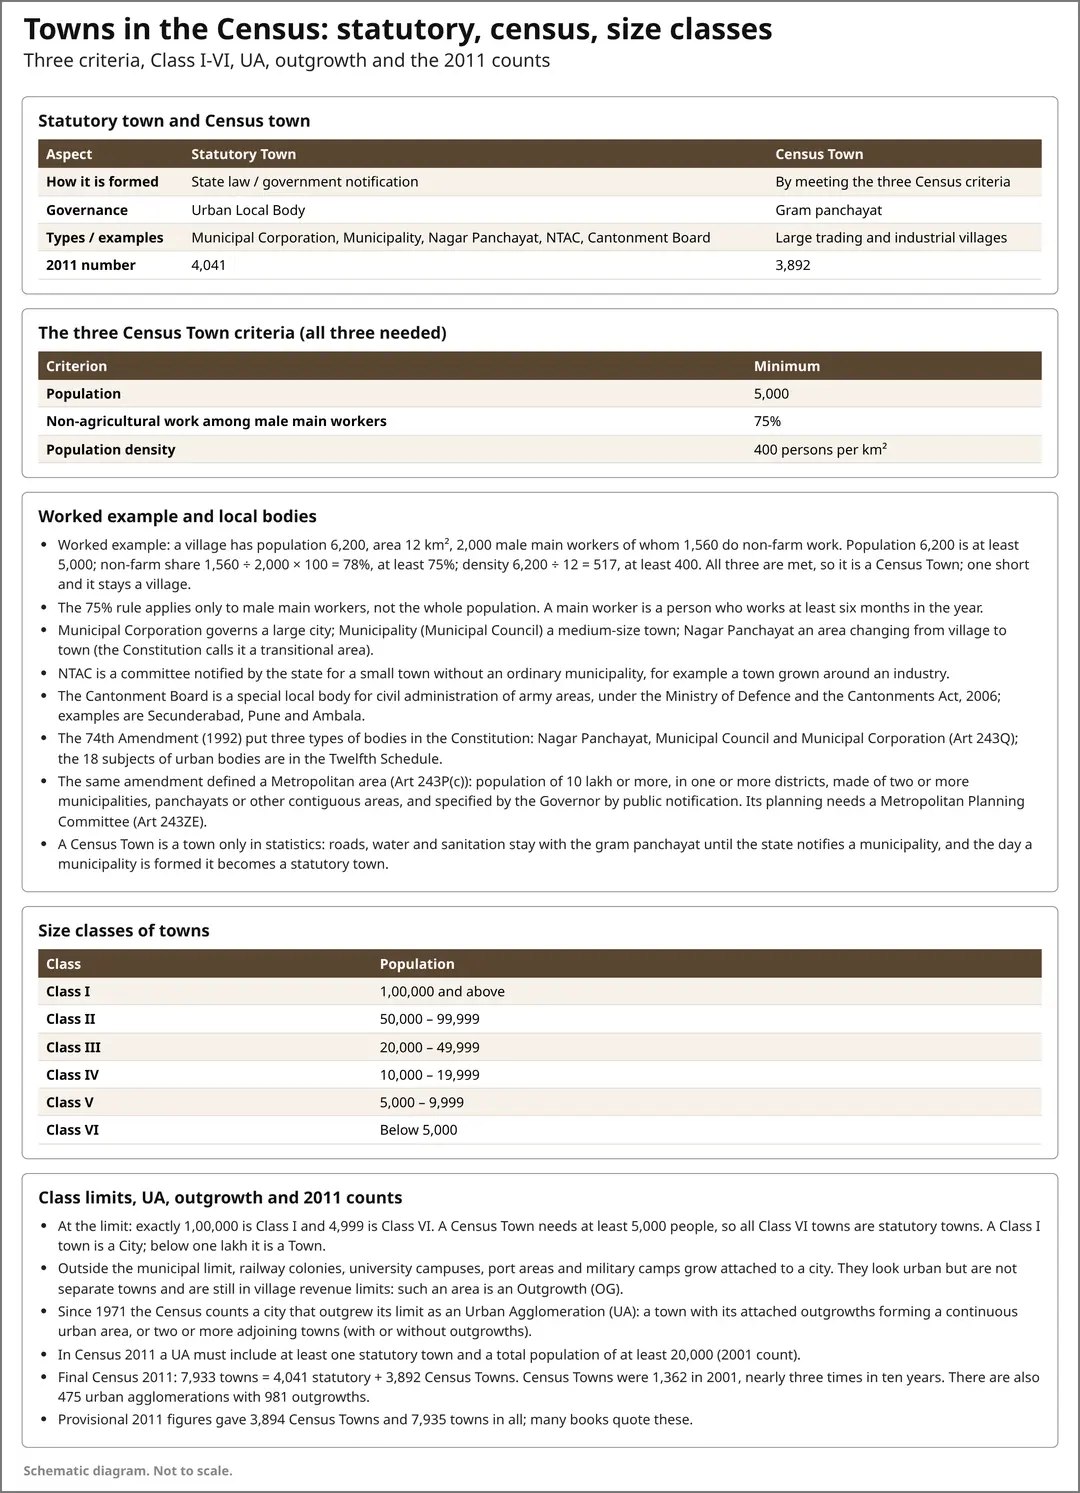 Towns in the Census: statutory, census, size classes
Three criteria, Class I-VI, UA, outgrowth and the 2011 counts
Statutory town and Census town
Aspect Statutory Town Census Town
How it is formed State law / government notification By meeting the three Census criteria
Governance Urban Local Body Gram panchayat
Types / examples Municipal Corporation, Municipality, Nagar Panchayat, NTAC, Cantonment Board Large trading and industrial villages
2011 number 4,041 3,892
The three Census Town criteria (all three needed)
Criterion Minimum
Population 5,000
Non-agricultural work among male main workers 75%
Population density 400 persons per km²
Worked example and local bodies
• Worked example: a village has population 6,200, area 12 km², 2,000 male main workers of whom 1,560 do non-farm work. Population 6,200 is at least
5,000; non-farm share 1,560 ÷ 2,000 × 100 = 78%, at least 75%; density 6,200 ÷ 12 = 517, at least 400. All three are met, so it is a Census Town; one short
and it stays a village.
• The 75% rule applies only to male main workers, not the whole population. A main worker is a person who works at least six months in the year.
• Municipal Corporation governs a large city; Municipality (Municipal Council) a medium-size town; Nagar Panchayat an area changing from village to
town (the Constitution calls it a transitional area).
• NTAC is a committee notified by the state for a small town without an ordinary municipality, for example a town grown around an industry.
• The Cantonment Board is a special local body for civil administration of army areas, under the Ministry of Defence and the Cantonments Act, 2006;
examples are Secunderabad, Pune and Ambala.
• The 74th Amendment (1992) put three types of bodies in the Constitution: Nagar Panchayat, Municipal Council and Municipal Corporation (Art 243Q);
the 18 subjects of urban bodies are in the Twelfth Schedule.
• The same amendment defined a Metropolitan area (Art 243P(c)): population of 10 lakh or more, in one or more districts, made of two or more
municipalities, panchayats or other contiguous areas, and specified by the Governor by public notification. Its planning needs a Metropolitan Planning
Committee (Art 243ZE).
• A Census Town is a town only in statistics: roads, water and sanitation stay with the gram panchayat until the state notifies a municipality, and the day a
municipality is formed it becomes a statutory town.
Size classes of towns
Class Population
Class I 1,00,000 and above
Class II 50,000 – 99,999
Class III 20,000 – 49,999
Class IV 10,000 – 19,999
Class V 5,000 – 9,999
Class VI Below 5,000
Class limits, UA, outgrowth and 2011 counts
• At the limit: exactly 1,00,000 is Class I and 4,999 is Class VI. A Census Town needs at least 5,000 people, so all Class VI towns are statutory towns. A Class I
town is a City; below one lakh it is a Town.
• Outside the municipal limit, railway colonies, university campuses, port areas and military camps grow attached to a city. They look urban but are not
separate towns and are still in village revenue limits: such an area is an Outgrowth (OG).
• Since 1971 the Census counts a city that outgrew its limit as an Urban Agglomeration (UA): a town with its attached outgrowths forming a continuous
urban area, or two or more adjoining towns (with or without outgrowths).
• In Census 2011 a UA must include at least one statutory town and a total population of at least 20,000 (2001 count).
• Final Census 2011: 7,933 towns = 4,041 statutory + 3,892 Census Towns. Census Towns were 1,362 in 2001, nearly three times in ten years. There are also
475 urban agglomerations with 981 outgrowths.
• Provisional 2011 figures gave 3,894 Census Towns and 7,935 towns in all; many books quote these.
Schematic diagram. Not to scale.